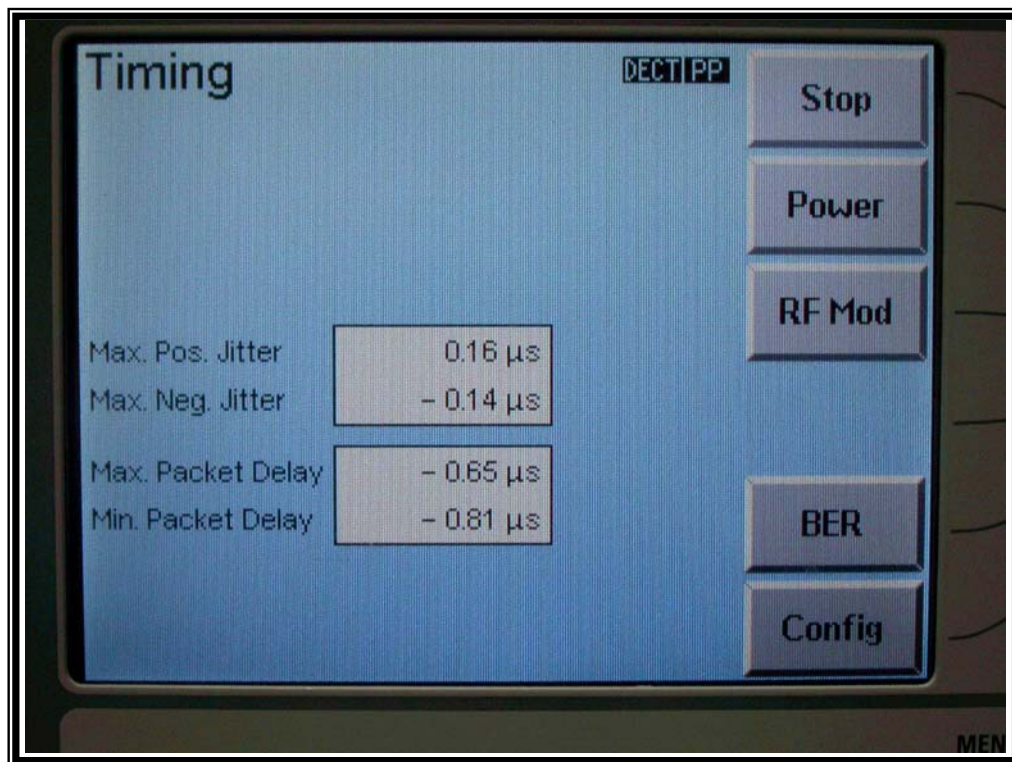 Timing
DECT PP
Stop
Power
RF Mod
Max. Pos. Jitter 0.16 µs
Max. Neg. Jitter – 0.14 µs
Max. Packet Delay – 0.65 µs
Min. Packet Delay – 0.81 µs
BER
Config
MEN